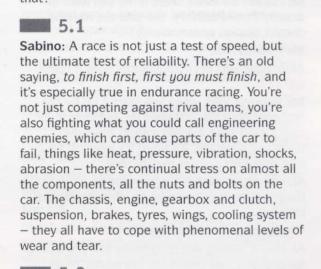 that?
5.1
Sabino: A race is not just a test of speed, but
the ultimate test of reliability. There's an old
saying, to finish first, first you must finish, and
it's especially true in endurance racing. You're
not just competing against rival teams, you're
also fighting what you could call engineering
enemies, which can cause parts of the car to
fail, things like heat, pressure, vibration, shocks,
abrasion – there's continual stress on almost all
the components, all the nuts and bolts on the
car. The chassis, engine, gearbox and clutch,
suspension, brakes, tyres, wings, cooling system
– they all have to cope with phenomenal levels of
wear and tear.